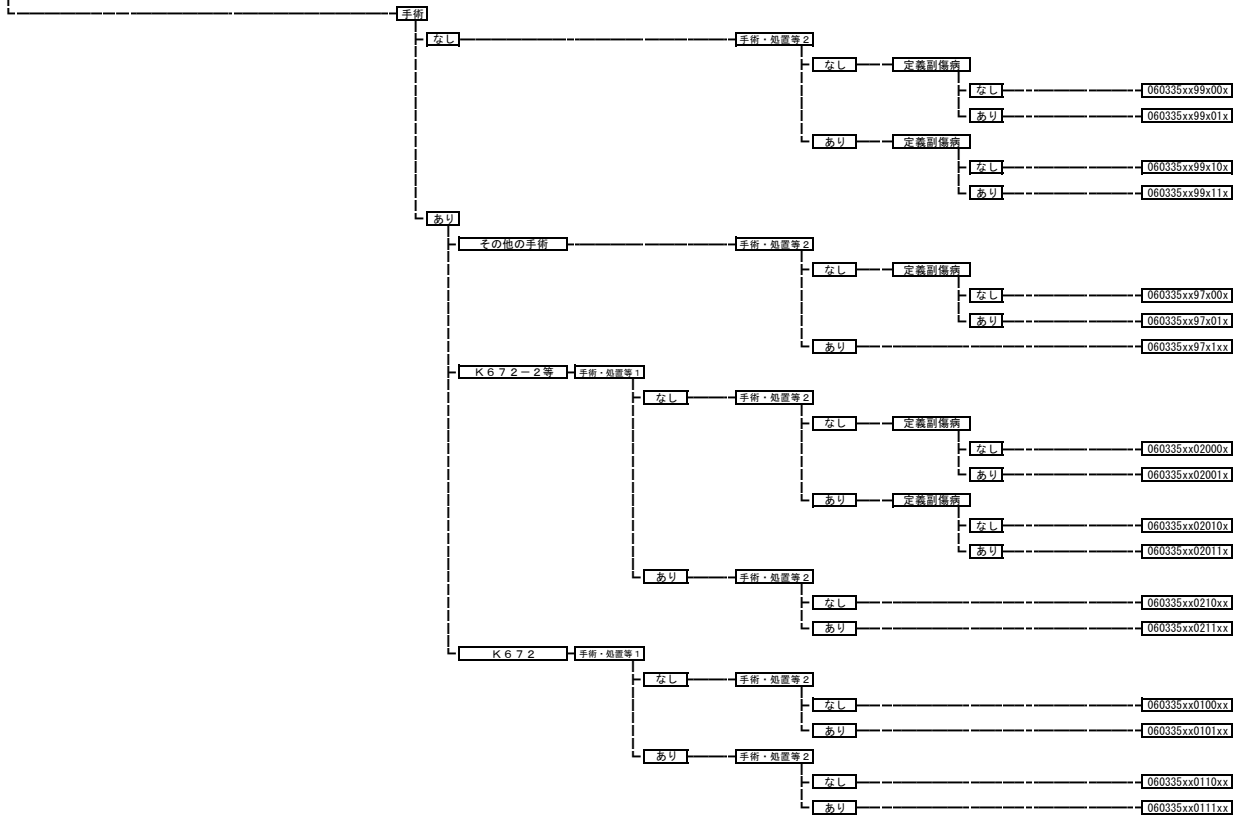 手術
なし 手術・処置等２
なし 定義副傷病
なし 060335xx99x00x
あり 060335xx99x01x
あり 定義副傷病
なし 060335xx99x10x
あり 060335xx99x11x
あり
その他の手術 手術・処置等２
なし 定義副傷病
なし 060335xx97x00x
あり 060335xx97x01x
あり 060335xx97x1xx
Ｋ６７２－２等 手術・処置等１
なし 手術・処置等２
なし 定義副傷病
なし 060335xx02000x
あり 060335xx02001x
あり 定義副傷病
なし 060335xx02010x
あり 060335xx02011x
あり 手術・処置等２
なし 060335xx0210xx
あり 060335xx0211xx
Ｋ６７２ 手術・処置等１
なし 手術・処置等２
なし 060335xx0100xx
あり 060335xx0101xx
あり 手術・処置等２
なし 060335xx0110xx
あり 060335xx0111xx